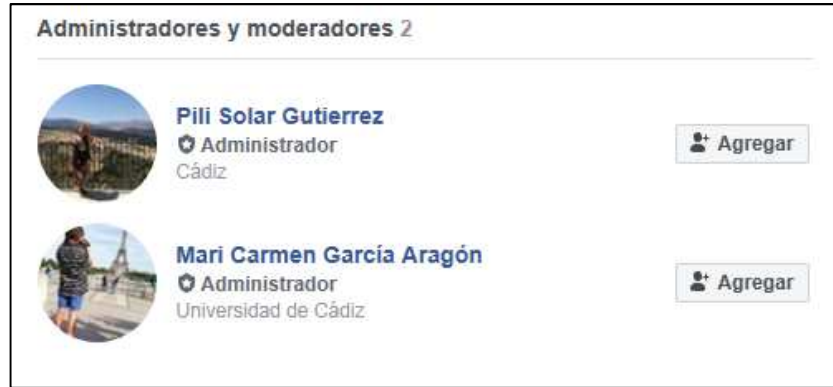 Administradores y moderadores 2
Pili Solar Gutierrez
Administrador
Cádiz
Agregar
Mari Carmen García Aragón
Administrador
Universidad de Cádiz
Agregar